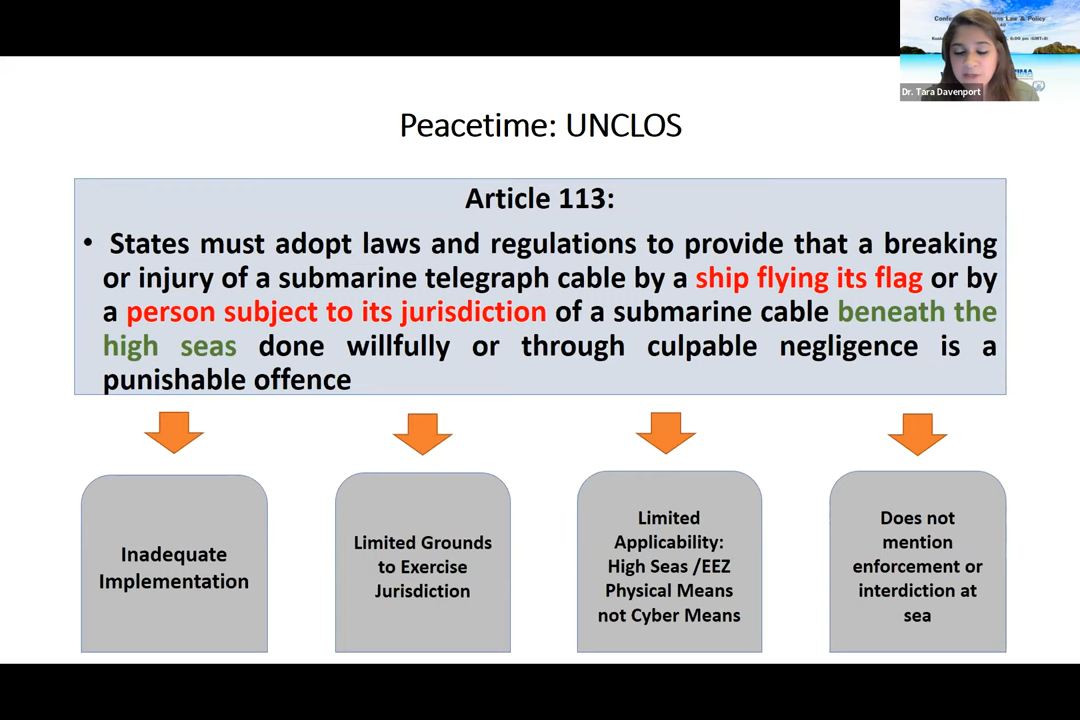 Dr. Tara Davenport
Peacetime: UNCLOS
Article 113:
• States must adopt laws and regulations to provide that a breaking
or injury of a submarine telegraph cable by a ship flying its flag or by
a person subject to its jurisdiction of a submarine cable beneath the
high seas done willfully or through culpable negligence is a
punishable offence
Inadequate
Implementation
Limited Grounds
to Exercise
Jurisdiction
Limited
Applicability:
High Seas /EEZ
Physical Means
not Cyber Means
Does not
mention
enforcement or
interdiction at
sea